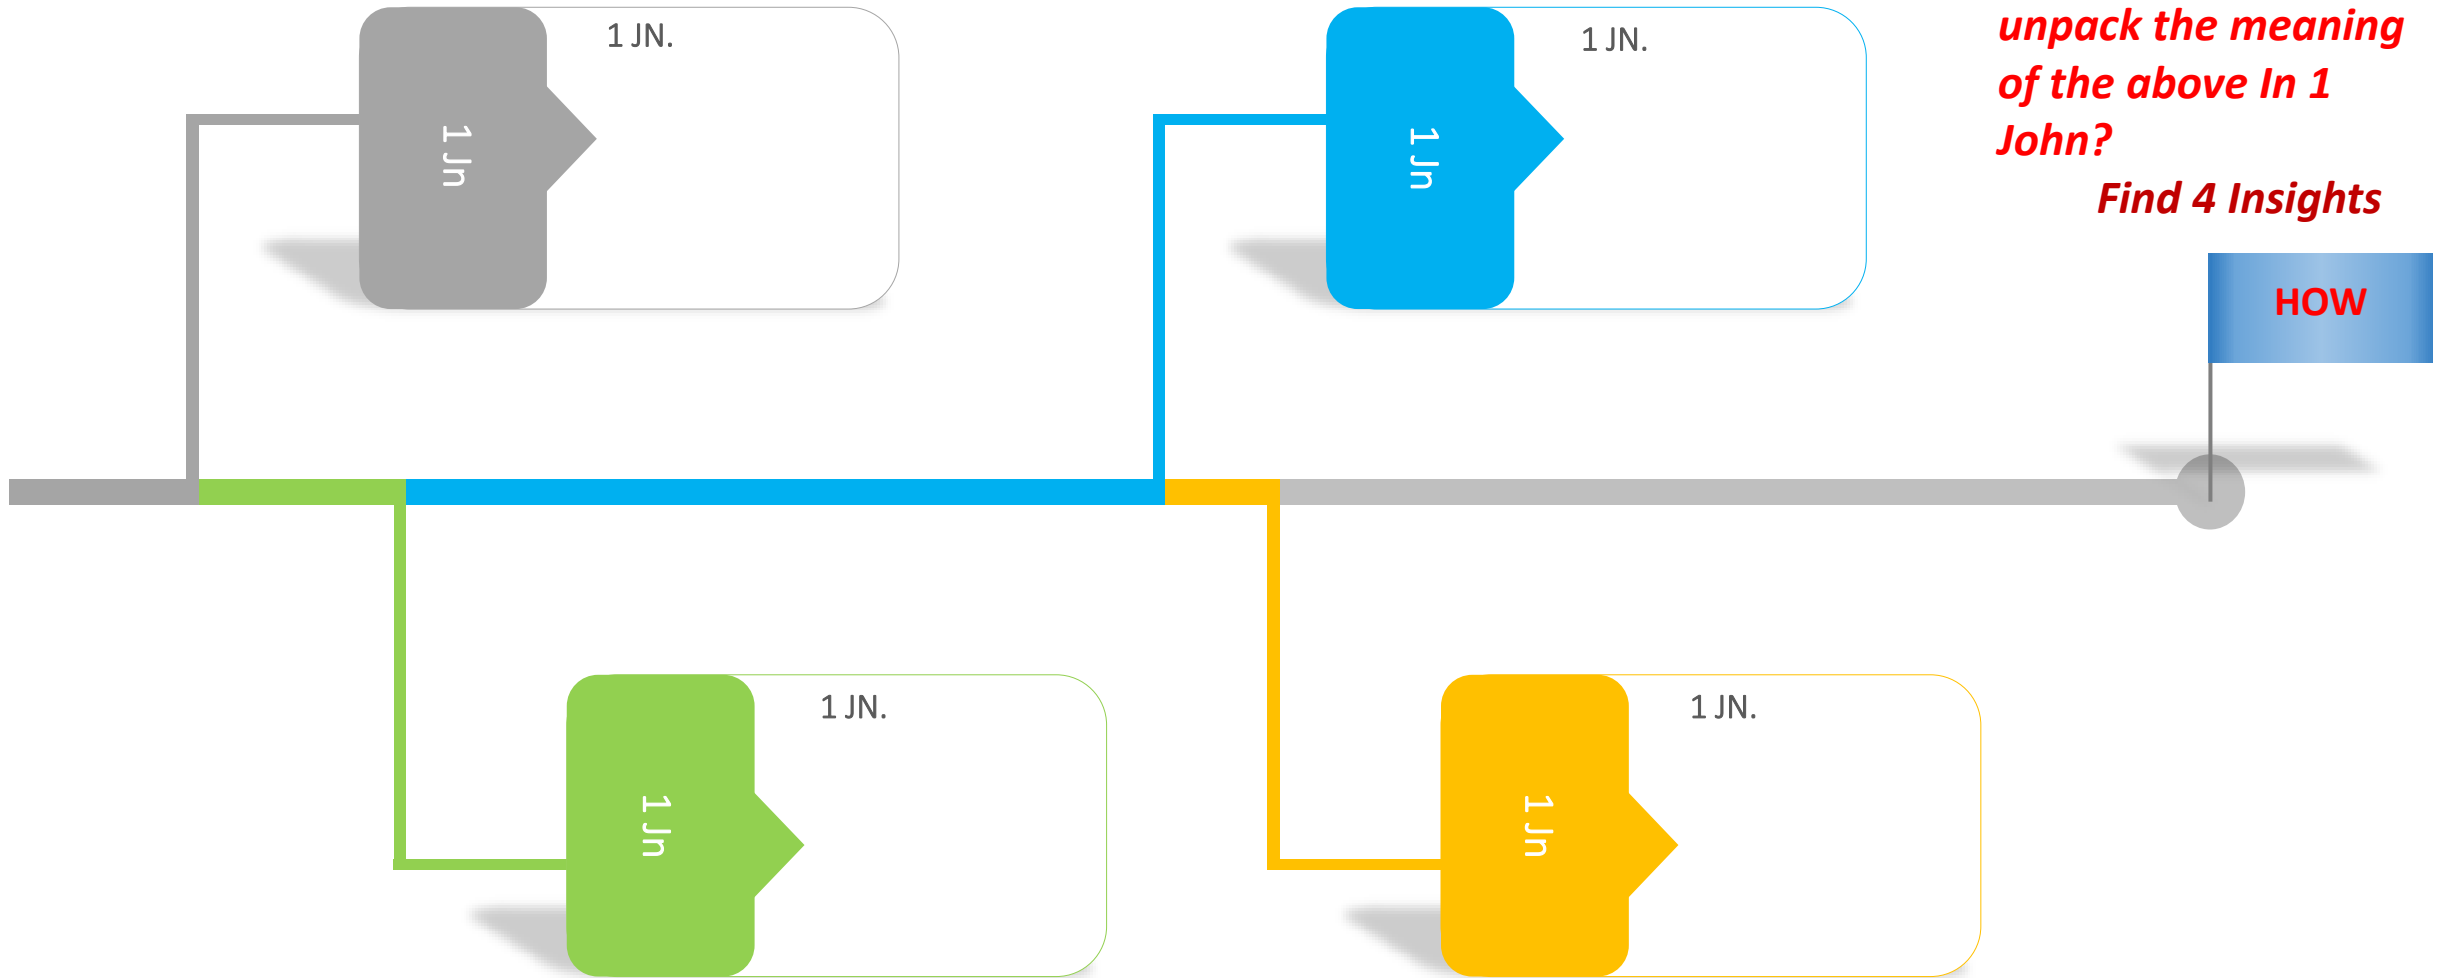 1 JN.
1 Jn
1 JN.
1 Jn
unpack the meaning
of the above In 1
John?
Find 4 Insights
HOW
1 JN.
1 Jn
1 JN.
1 Jn